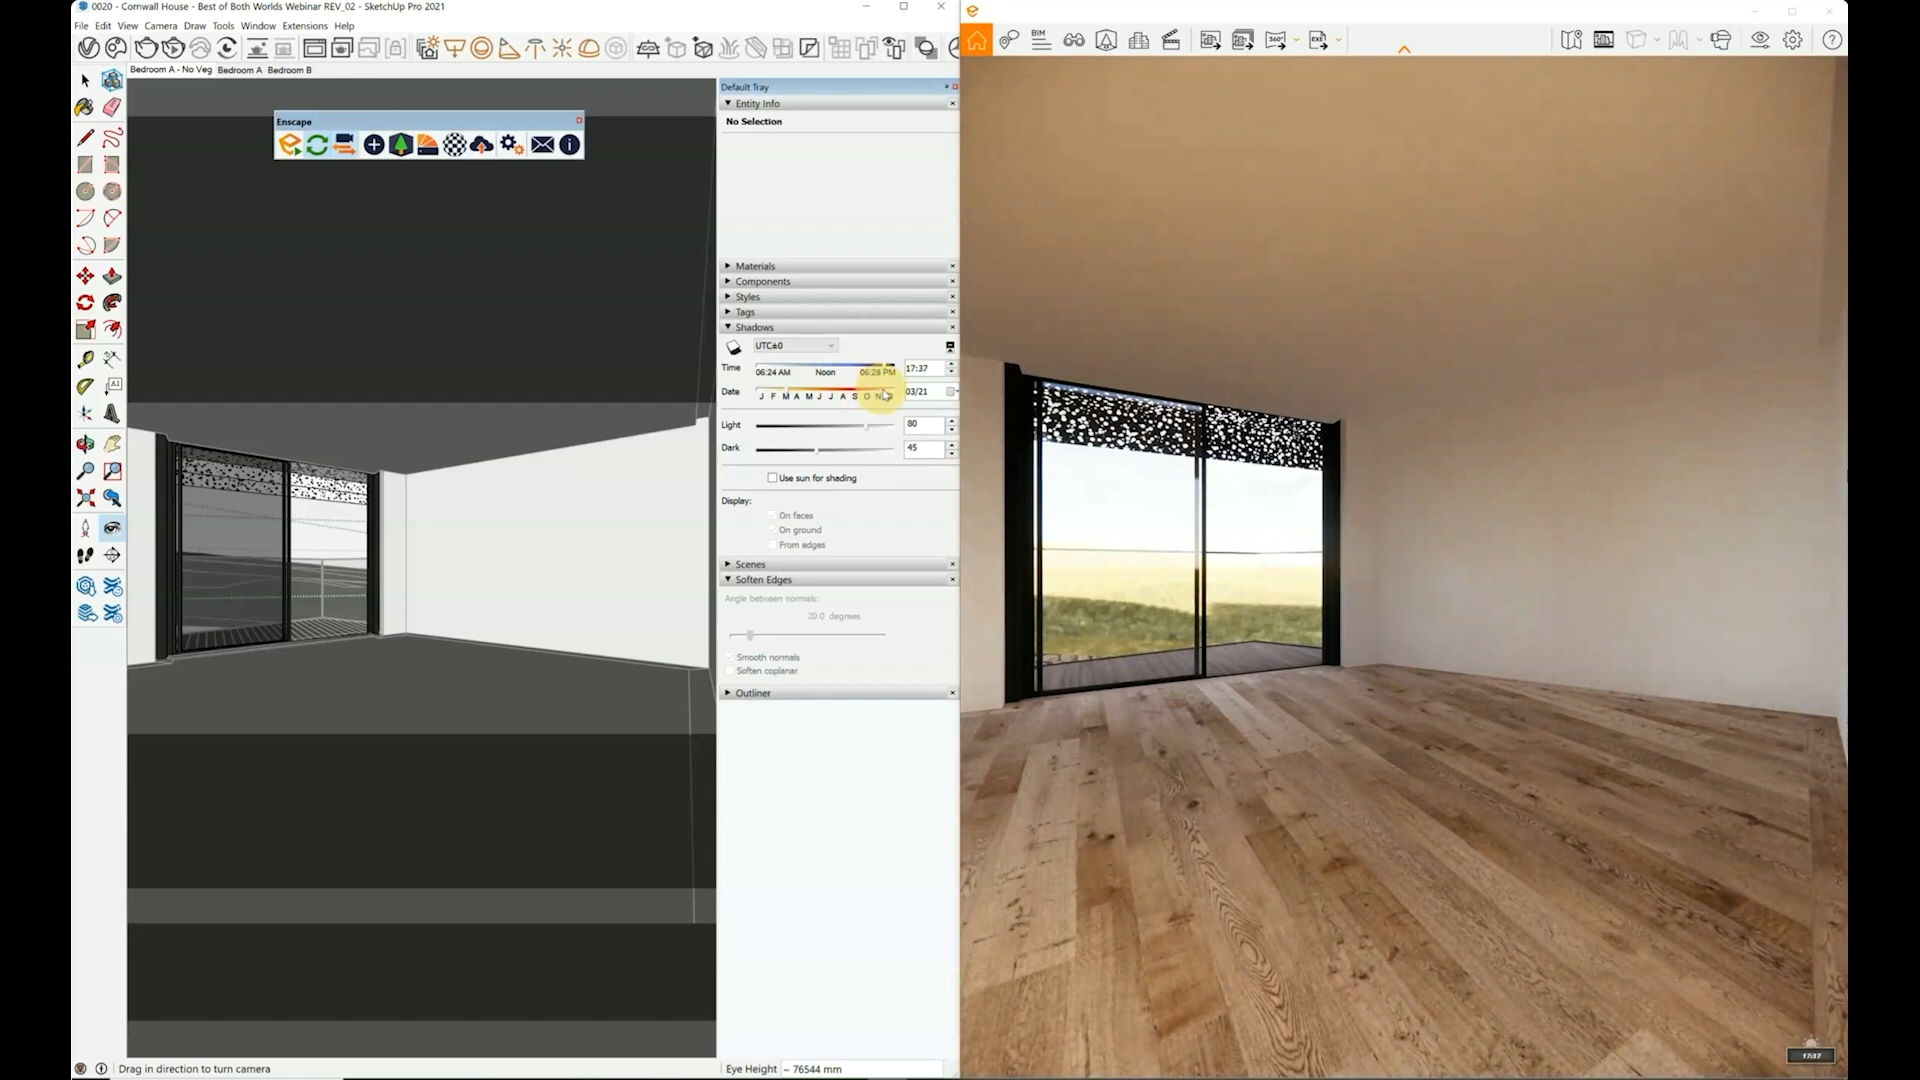 0020 - Cornwall House - Best of Both Worlds Webinar REV_02 - SketchUp Pro 2021
File Edit View Camera Draw Tools Window Extensions Help
Bedroom A - No Veg Bedroom A Bedroom B
BIM
360°
EXE
?
Enscape
Default Tray
Entity Info
No Selection
Materials
Components
Styles
Tags
Shadows
UTC±0
Time
06:24 AM Noon 06:28 PM
17:37
Date
J F M A M J J A S O N
03/21
Light
80
Dark
45
Use sun for shading
Display:
On faces
On ground
From edges
Scenes
Soften Edges
Angle between normals:
20.0 degrees
Smooth normals
Soften coplanar
Outliner
Drag in direction to turn camera
Eye Height ~ 76544 mm
17:37